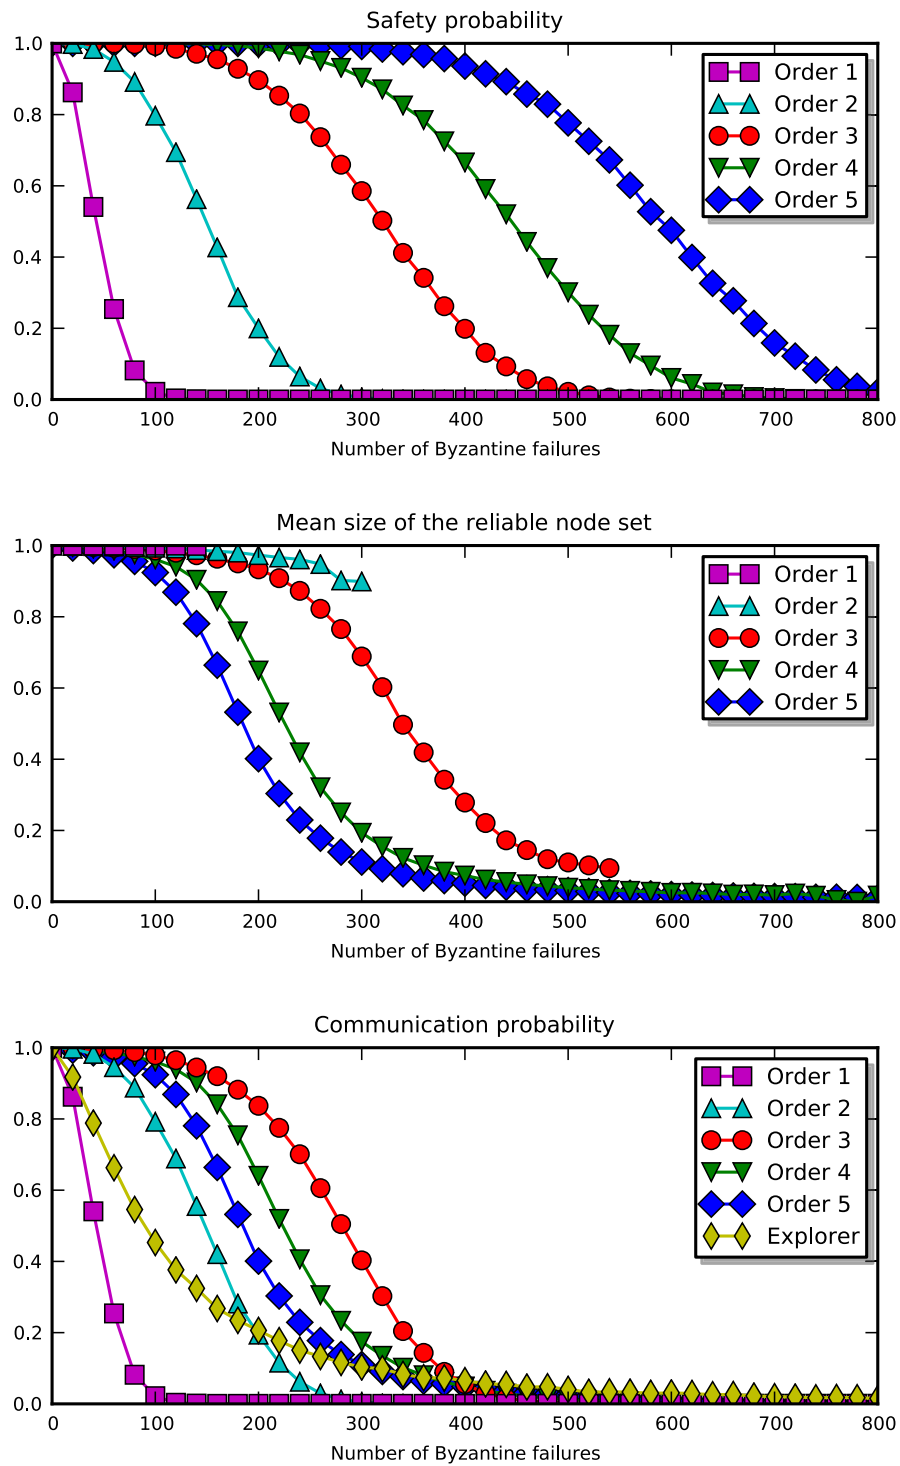 Safety probability
1.0
0.8
0.6
0.4
0.2
0.0
Order 1
Order 2
Order 3
Order 4
Order 5
0 100 200 300 400 500 600 700 800
Number of Byzantine failures
Mean size of the reliable node set
1.0
0.8
0.6
0.4
0.2
0.0
Order 1
Order 2
Order 3
Order 4
Order 5
0 100 200 300 400 500 600 700 800
Number of Byzantine failures
Communication probability
1.0
0.8
0.6
0.4
0.2
0.0
Order 1
Order 2
Order 3
Order 4
Order 5
Explorer
0 100 200 300 400 500 600 700 800
Number of Byzantine failures